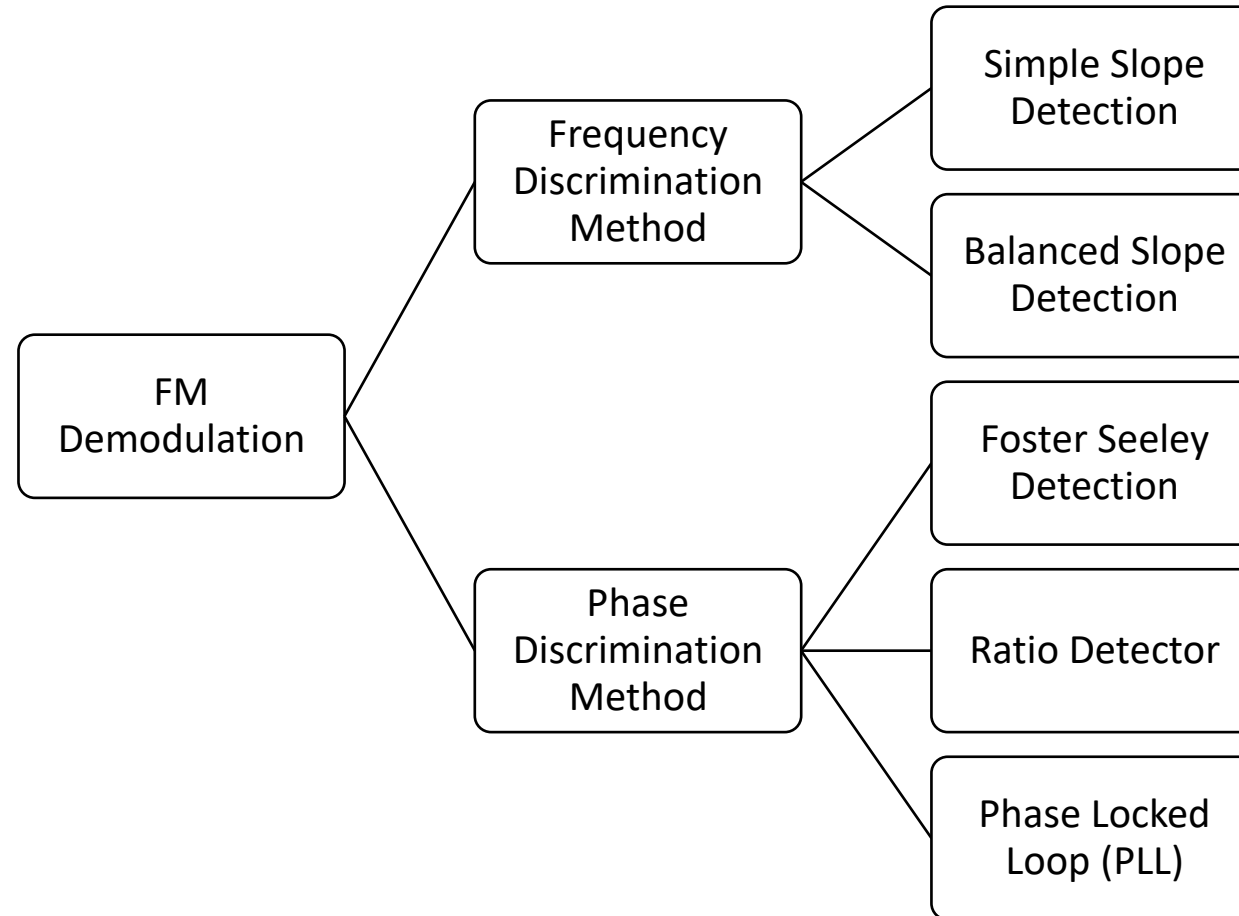 FM
Demodulation
Frequency
Discrimination
Method
Phase
Discrimination
Method
Simple Slope
Detection
Balanced Slope
Detection
Foster Seeley
Detection
Ratio Detector
Phase Locked
Loop (PLL)